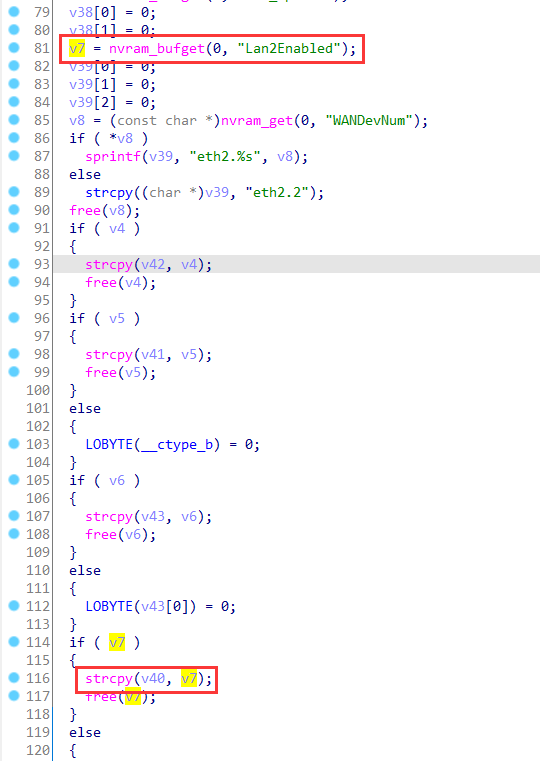 79 v38[0] = 0;
80 v38[1] = 0;
81 v7 = nvram_bufget(0, "Lan2Enabled");
82 v39[0] = 0;
83 v39[1] = 0;
84 v39[2] = 0;
85 v8 = (const char *)nvram_get(0, "WANDevNum");
86 if ( *v8 )
87 sprintf(v39, "eth2.%s", v8);
88 else
89 strcpy((char *)v39, "eth2.2");
90 free(v8);
91 if ( v4 )
92 {
93 strcpy(v42, v4);
94 free(v4);
95 }
96 if ( v5 )
97 {
98 strcpy(v41, v5);
99 free(v5);
100 }
101 else
102 {
103 LOBYTE(__ctype_b) = 0;
104 }
105 if ( v6 )
106 {
107 strcpy(v43, v6);
108 free(v6);
109 }
110 else
111 {
112 LOBYTE(v43[0]) = 0;
113 }
114 if ( v7 )
115 {
116 strcpy(v40, v7);
117 free(v7);
118 }
119 else
120 {